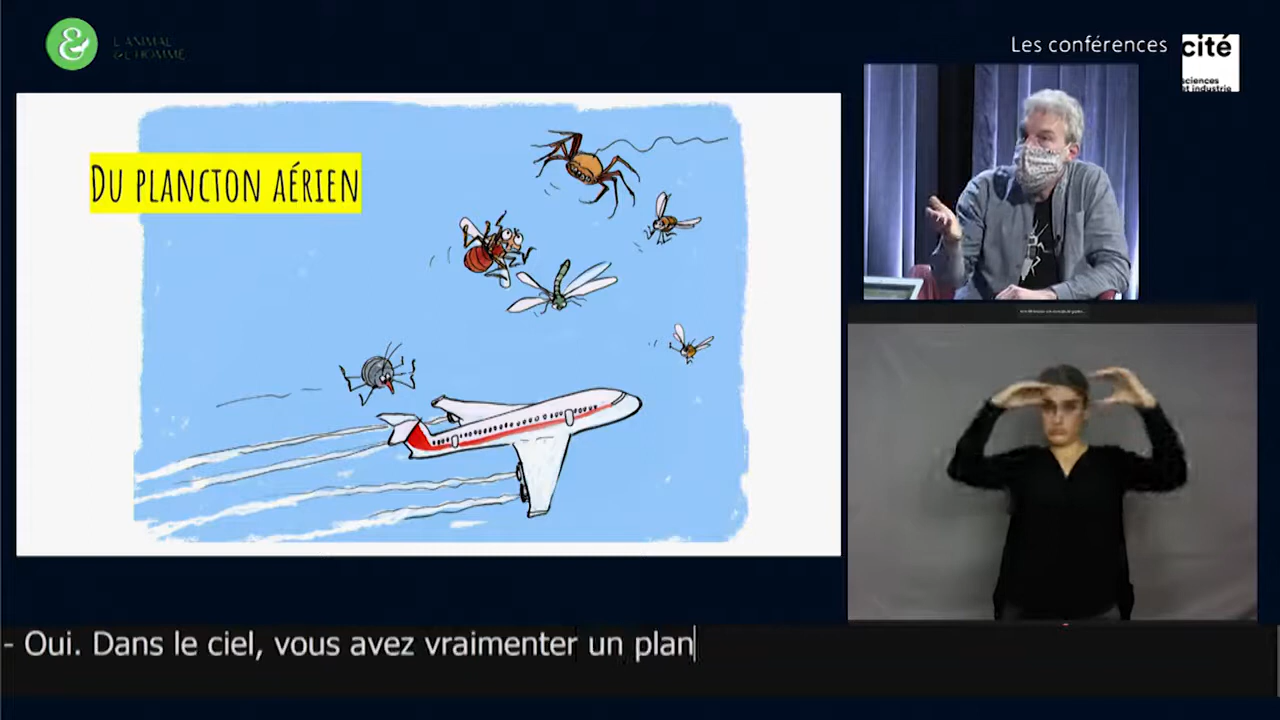 &
L'ANIMAL
& L'HOMME
Les conférences
cité
sciences
et industrie
DU PLANCTON AÉRIEN
- Oui. Dans le ciel, vous avez vraimenter un plan